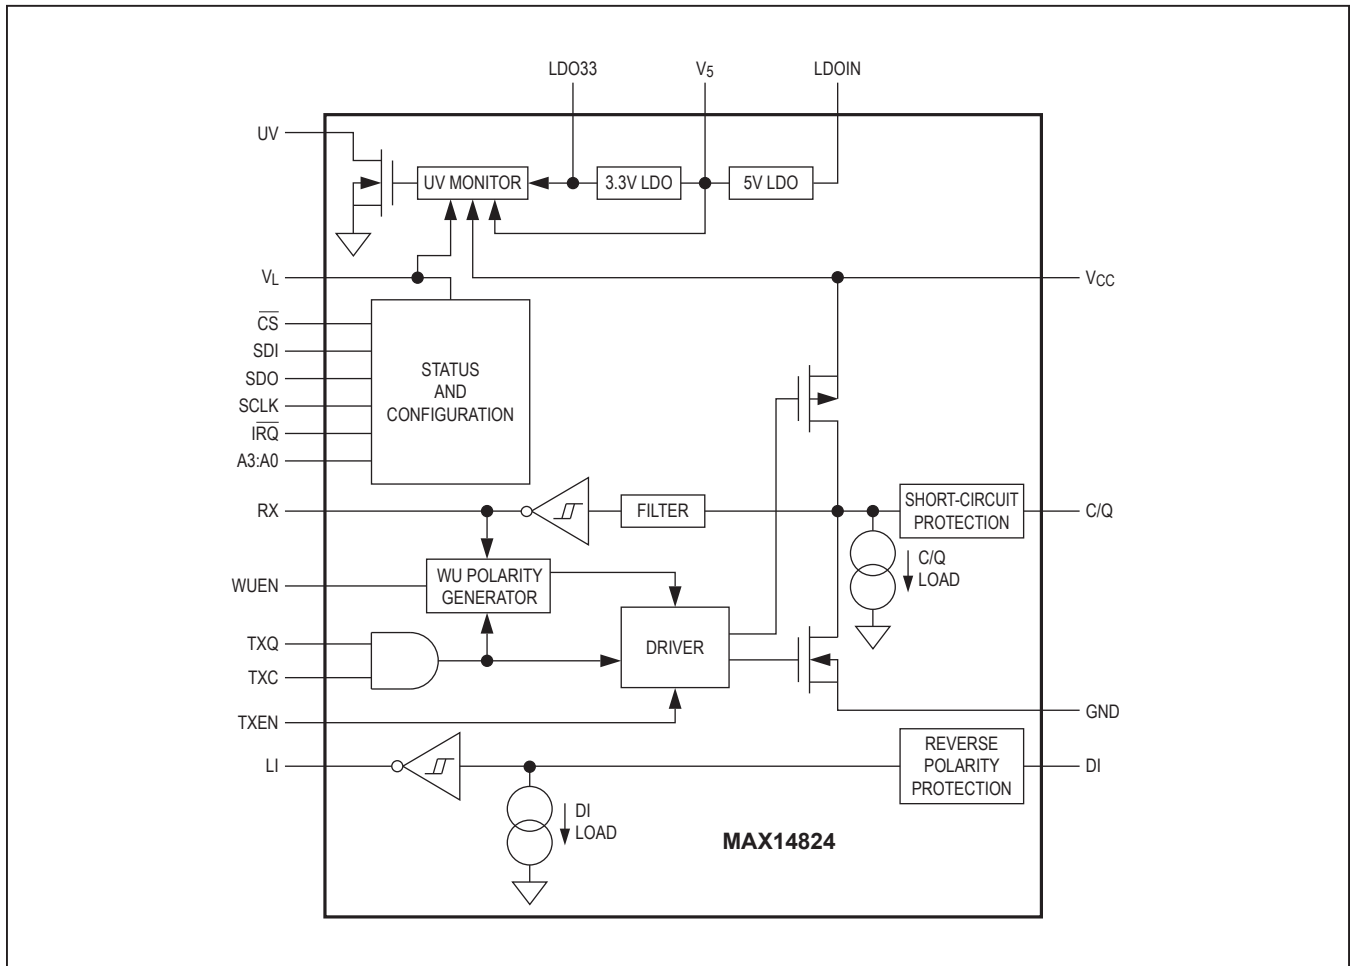 LDO33 V5 LDOIN
UV
UV MONITOR 3.3V LDO 5V LDO
VL VCC
C̅S̅
SDI
SDO
SCLK
I̅R̅Q̅
A3:A0
STATUS
AND
CONFIGURATION
RX FILTER SHORT-CIRCUIT
PROTECTION C/Q
C/Q
LOAD
WUEN WU POLARITY
GENERATOR
TXQ
TXC
DRIVER
TXEN
GND
LI REVERSE
POLARITY
PROTECTION DI
DI
LOAD
MAX14824